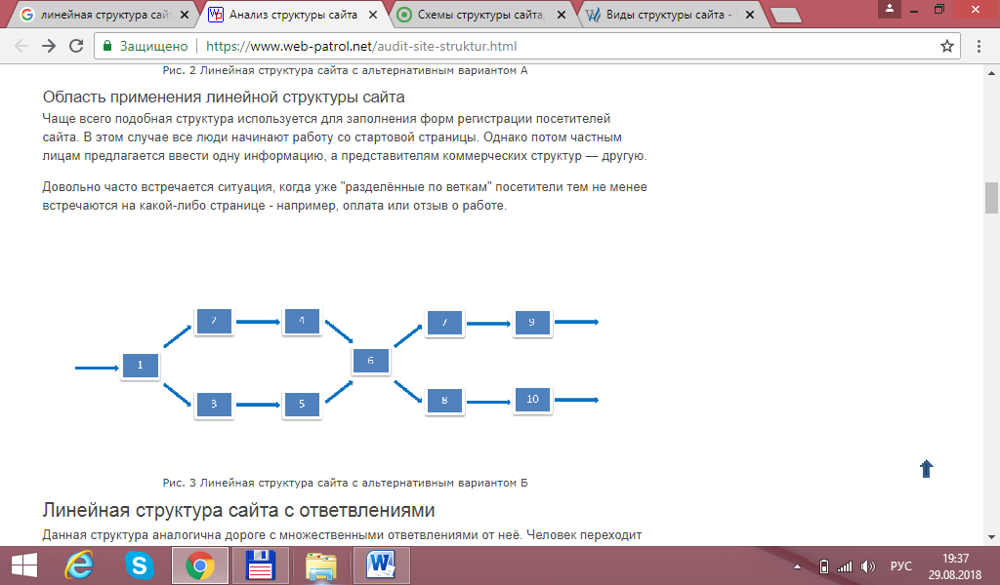 линейная структура сай
Анализ структуры сайта
Схемы структуры сайта,
Виды структуры сайта -
Защищено
https://www.web-patrol.net/audit-site-struktur.html
Рис. 2 Линейная структура сайта с альтернативным вариантом А
Область применения линейной структуры сайта
Чаще всего подобная структура используется для заполнения форм регистрации посетителей
сайта. В этом случае все люди начинают работу со стартовой страницы. Однако потом частным
лицам предлагается ввести одну информацию, а представителям коммерческих структур — другую.
Довольно часто встречается ситуация, когда уже "разделённые по веткам" посетители тем не менее
встречаются на какой-либо странице - например, оплата или отзыв о работе.
2 4 7 9
1 6
3 5 8 10
Рис. 3 Линейная структура сайта с альтернативным вариантом Б
Линейная структура сайта с ответвлениями
Данная структура аналогична дороге с множественными ответвлениями от неё. Человек переходит
РУС
19:37
29.08.2018